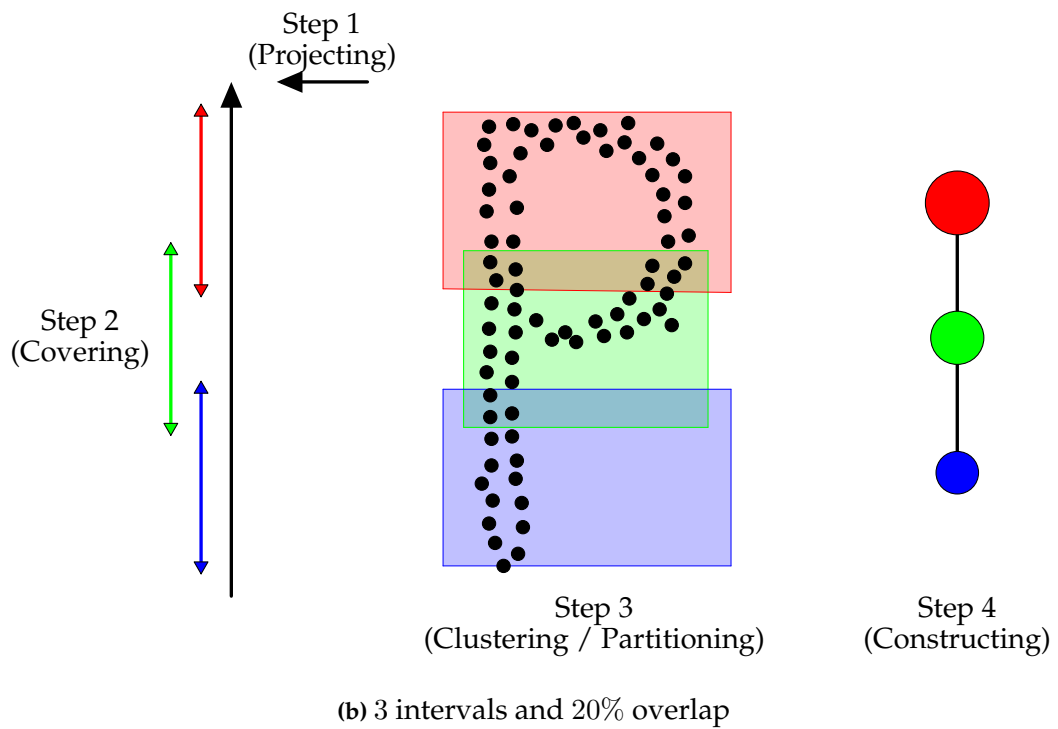 Step 1
(Projecting)
Step 2
(Covering)
Step 3
(Clustering / Partitioning)
Step 4
(Constructing)
(b) 3 intervals and 20% overlap